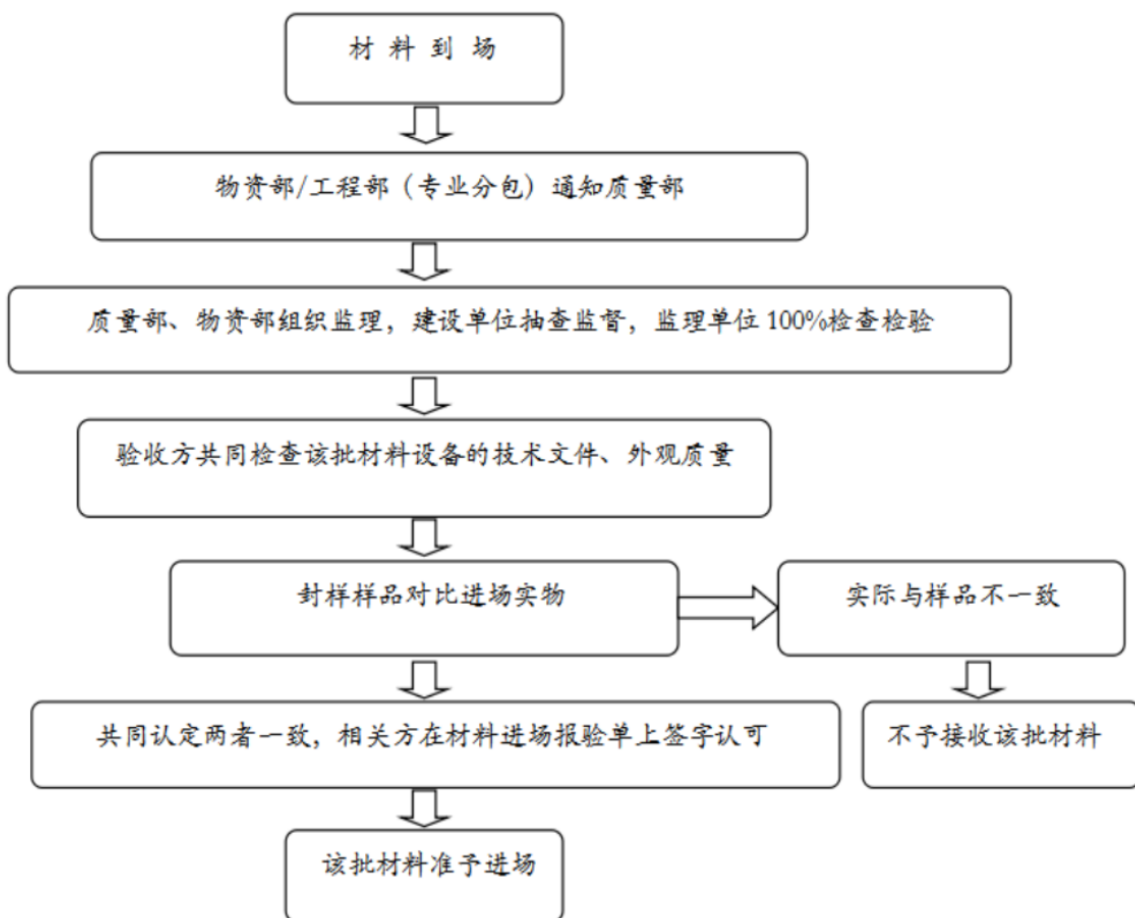 材 料 到 场
物资部/工程部（专业分包）通知质量部
质量部、物资部组织监理，建设单位抽查监督，监理单位 100%检查检验
验收方共同检查该批材料设备的技术文件、外观质量
封样样品对比进场实物
实际与样品不一致
共同认定两者一致，相关方在材料进场报验单上签字认可
不予接收该批材料
该批材料准予进场